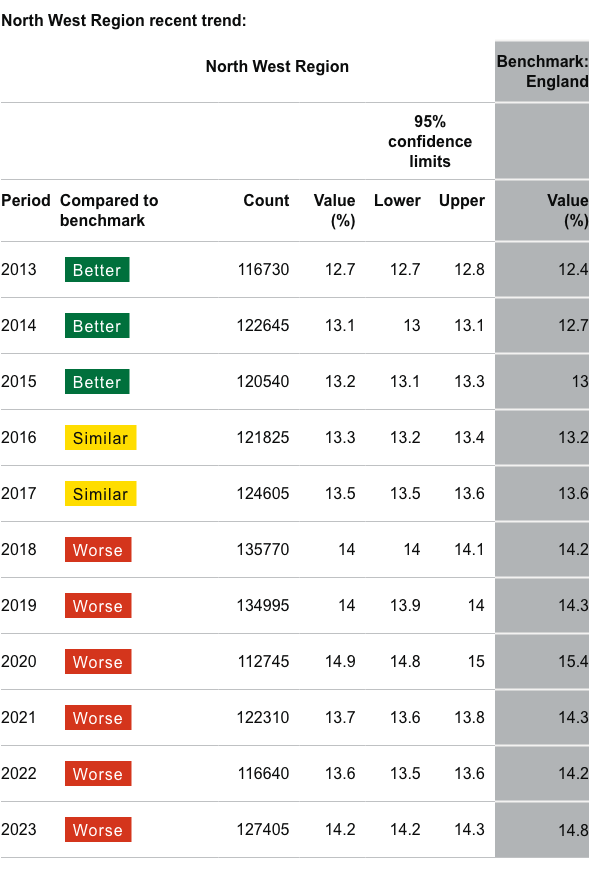 North West Region recent trend:
North West Region
Benchmark:
England
95%
confidence
limits
Period Compared to benchmark Count Value (%) Lower Upper Value (%)
2013 Better 116730 12.7 12.7 12.8 12.4
2014 Better 122645 13.1 13 13.1 12.7
2015 Better 120540 13.2 13.1 13.3 13
2016 Similar 121825 13.3 13.2 13.4 13.2
2017 Similar 124605 13.5 13.5 13.6 13.6
2018 Worse 135770 14 14 14.1 14.2
2019 Worse 134995 14 13.9 14 14.3
2020 Worse 112745 14.9 14.8 15 15.4
2021 Worse 122310 13.7 13.6 13.8 14.3
2022 Worse 116640 13.6 13.5 13.6 14.2
2023 Worse 127405 14.2 14.2 14.3 14.8